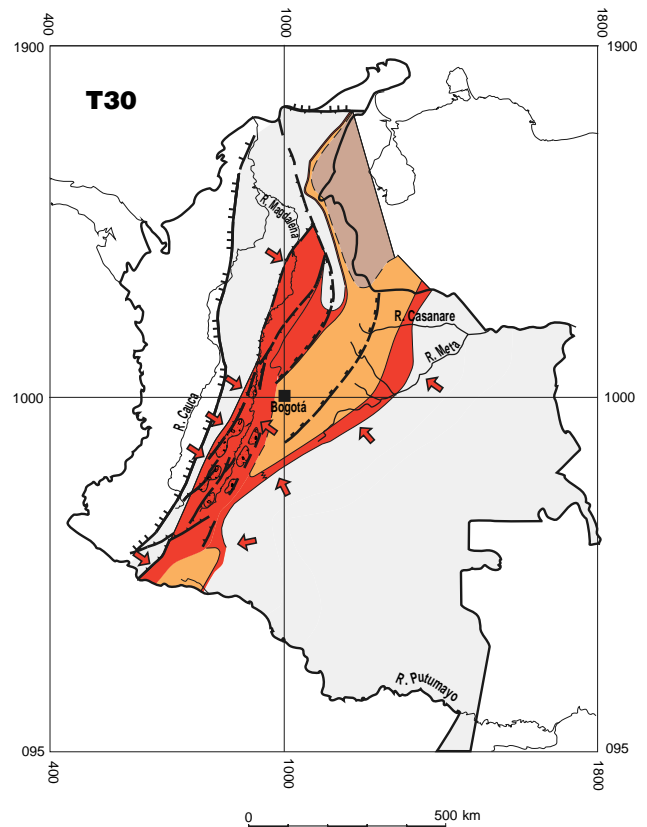 400
1000
1800
1900
1900
T30
R. Magdalena
R. Casanare
R. Meta
1000
1000
Bogotá
R. Cauca
R. Putumayo
095
095
400
1000
1800
0
500 km